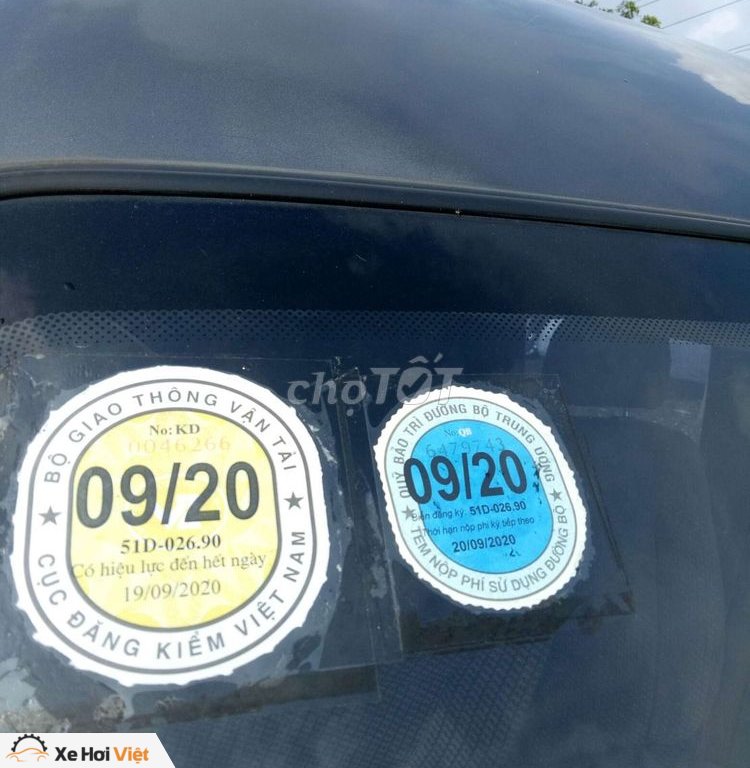 chợTỐT
BỘ GIAO THÔNG VẬN TẢI
No: KD
0046266
09/20
51D-026.90
Có hiệu lực đến hết ngày
19/09/2020
CỤC ĐĂNG KIỂM VIỆT NAM
QUỸ BẢO TRÌ ĐƯỜNG BỘ TRUNG ƯƠNG
No: QB
6479743
09/20
Biển đăng ký: 51D-026.90
Thời hạn nộp phí kỳ tiếp theo
20/09/2020
TEM NỘP PHÍ SỬ DỤNG ĐƯỜNG BỘ
Xe Hơi Việt